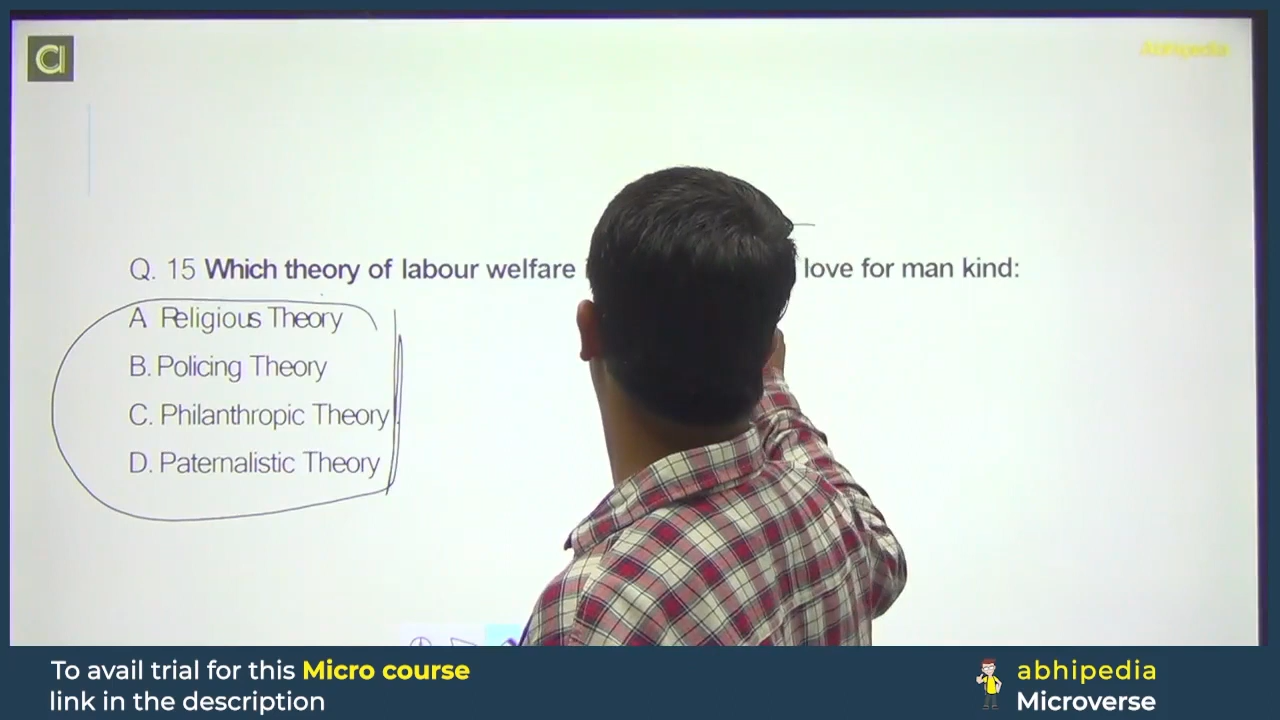 a
Abhipedia
Q. 15 Which theory of labour welfare love for man kind:
A Religious Theory
B. Policing Theory
C. Philanthropic Theory
D. Paternalistic Theory
To avail trial for this Micro course
link in the description
abhipedia
Microverse